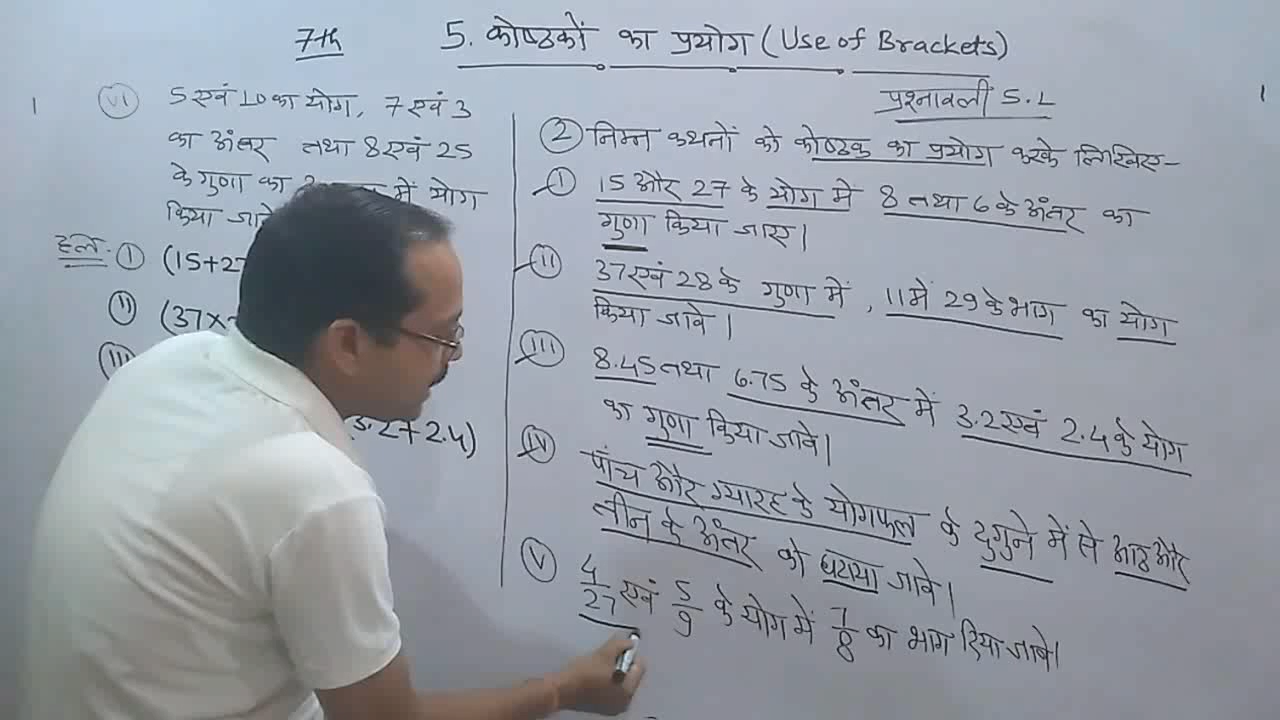 7th 5. कोष्ठकों का प्रयोग (Use of Brackets)
प्रश्नावली 5.1
(VI) 5 एवं 10 का योग, 7 एवं 3
का अंतर तथा 8 एवं 25
के गुणा का में योग
किया जावे
हल:- (I) (15+27
(II) (37×
(III)
3.2+2.4)
(2) निम्न कथनों को कोष्ठक का प्रयोग करके लिखिए-
(I) 15 और 27 के योग में 8 तथा 6 के अंतर का
गुणा किया जाए।
(II) 37 एवं 28 के गुणा में, 11 में 29 के भाग का योग
किया जावे।
(III) 8.45 तथा 6.75 के अंतर में 3.2 एवं 2.4 के योग
का गुणा किया जावे।
(IV) पांच और ग्यारह के योगफल के दुगुने में से आठ और
तीन के अंतर को घटाया जावे।
(V) 4/27 एवं 5/9 के योग में 7/8 का भाग दिया जावे।